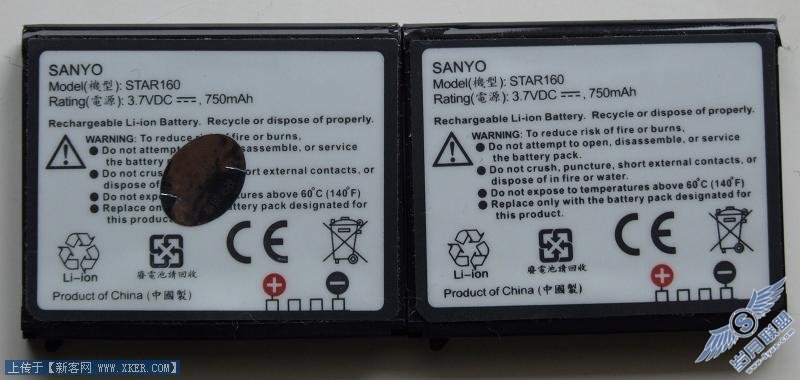 SANYO
Model(機型): STAR160
Rating(電源): 3.7VDC, 750mAh
Rechargeable Li-ion Battery. Recycle or dispose of properly.
WARNING: To reduce risk of fire or burns,
● Do not attempt disassemble, or service
the battery pack.
● Do not crush, external contacts, or
dispose of in fire
● Do not expose to temperatures above 60°C (140°F)
● Replace only battery pack designated for
this product.
Li-ion
廢電池請回收
CE
+ −
Product of China (中國製)
SANYO
Model(機型): STAR160
Rating(電源): 3.7VDC, 750mAh
Rechargeable Li-ion Battery. Recycle or dispose of properly.
WARNING: To reduce risk of fire or burns,
● Do not attempt to open, disassemble, or service
the battery pack.
● Do not crush, puncture, short external contacts, or
dispose of in fire or water.
● Do not expose to temperatures above 60°C (140°F)
● Replace only with the battery pack designated for
this product.
Li-ion
廢電池請回收
CE
+ −
Product of China (中國製)
上传于【新客网 www.XKER.com】
岁月联盟